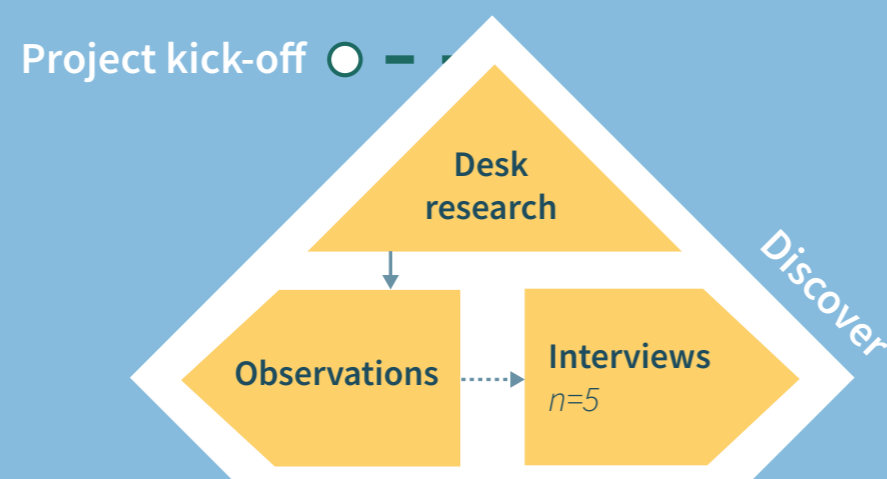 Project kick-off
Desk
research
Discover
Observations
Interviews
n=5